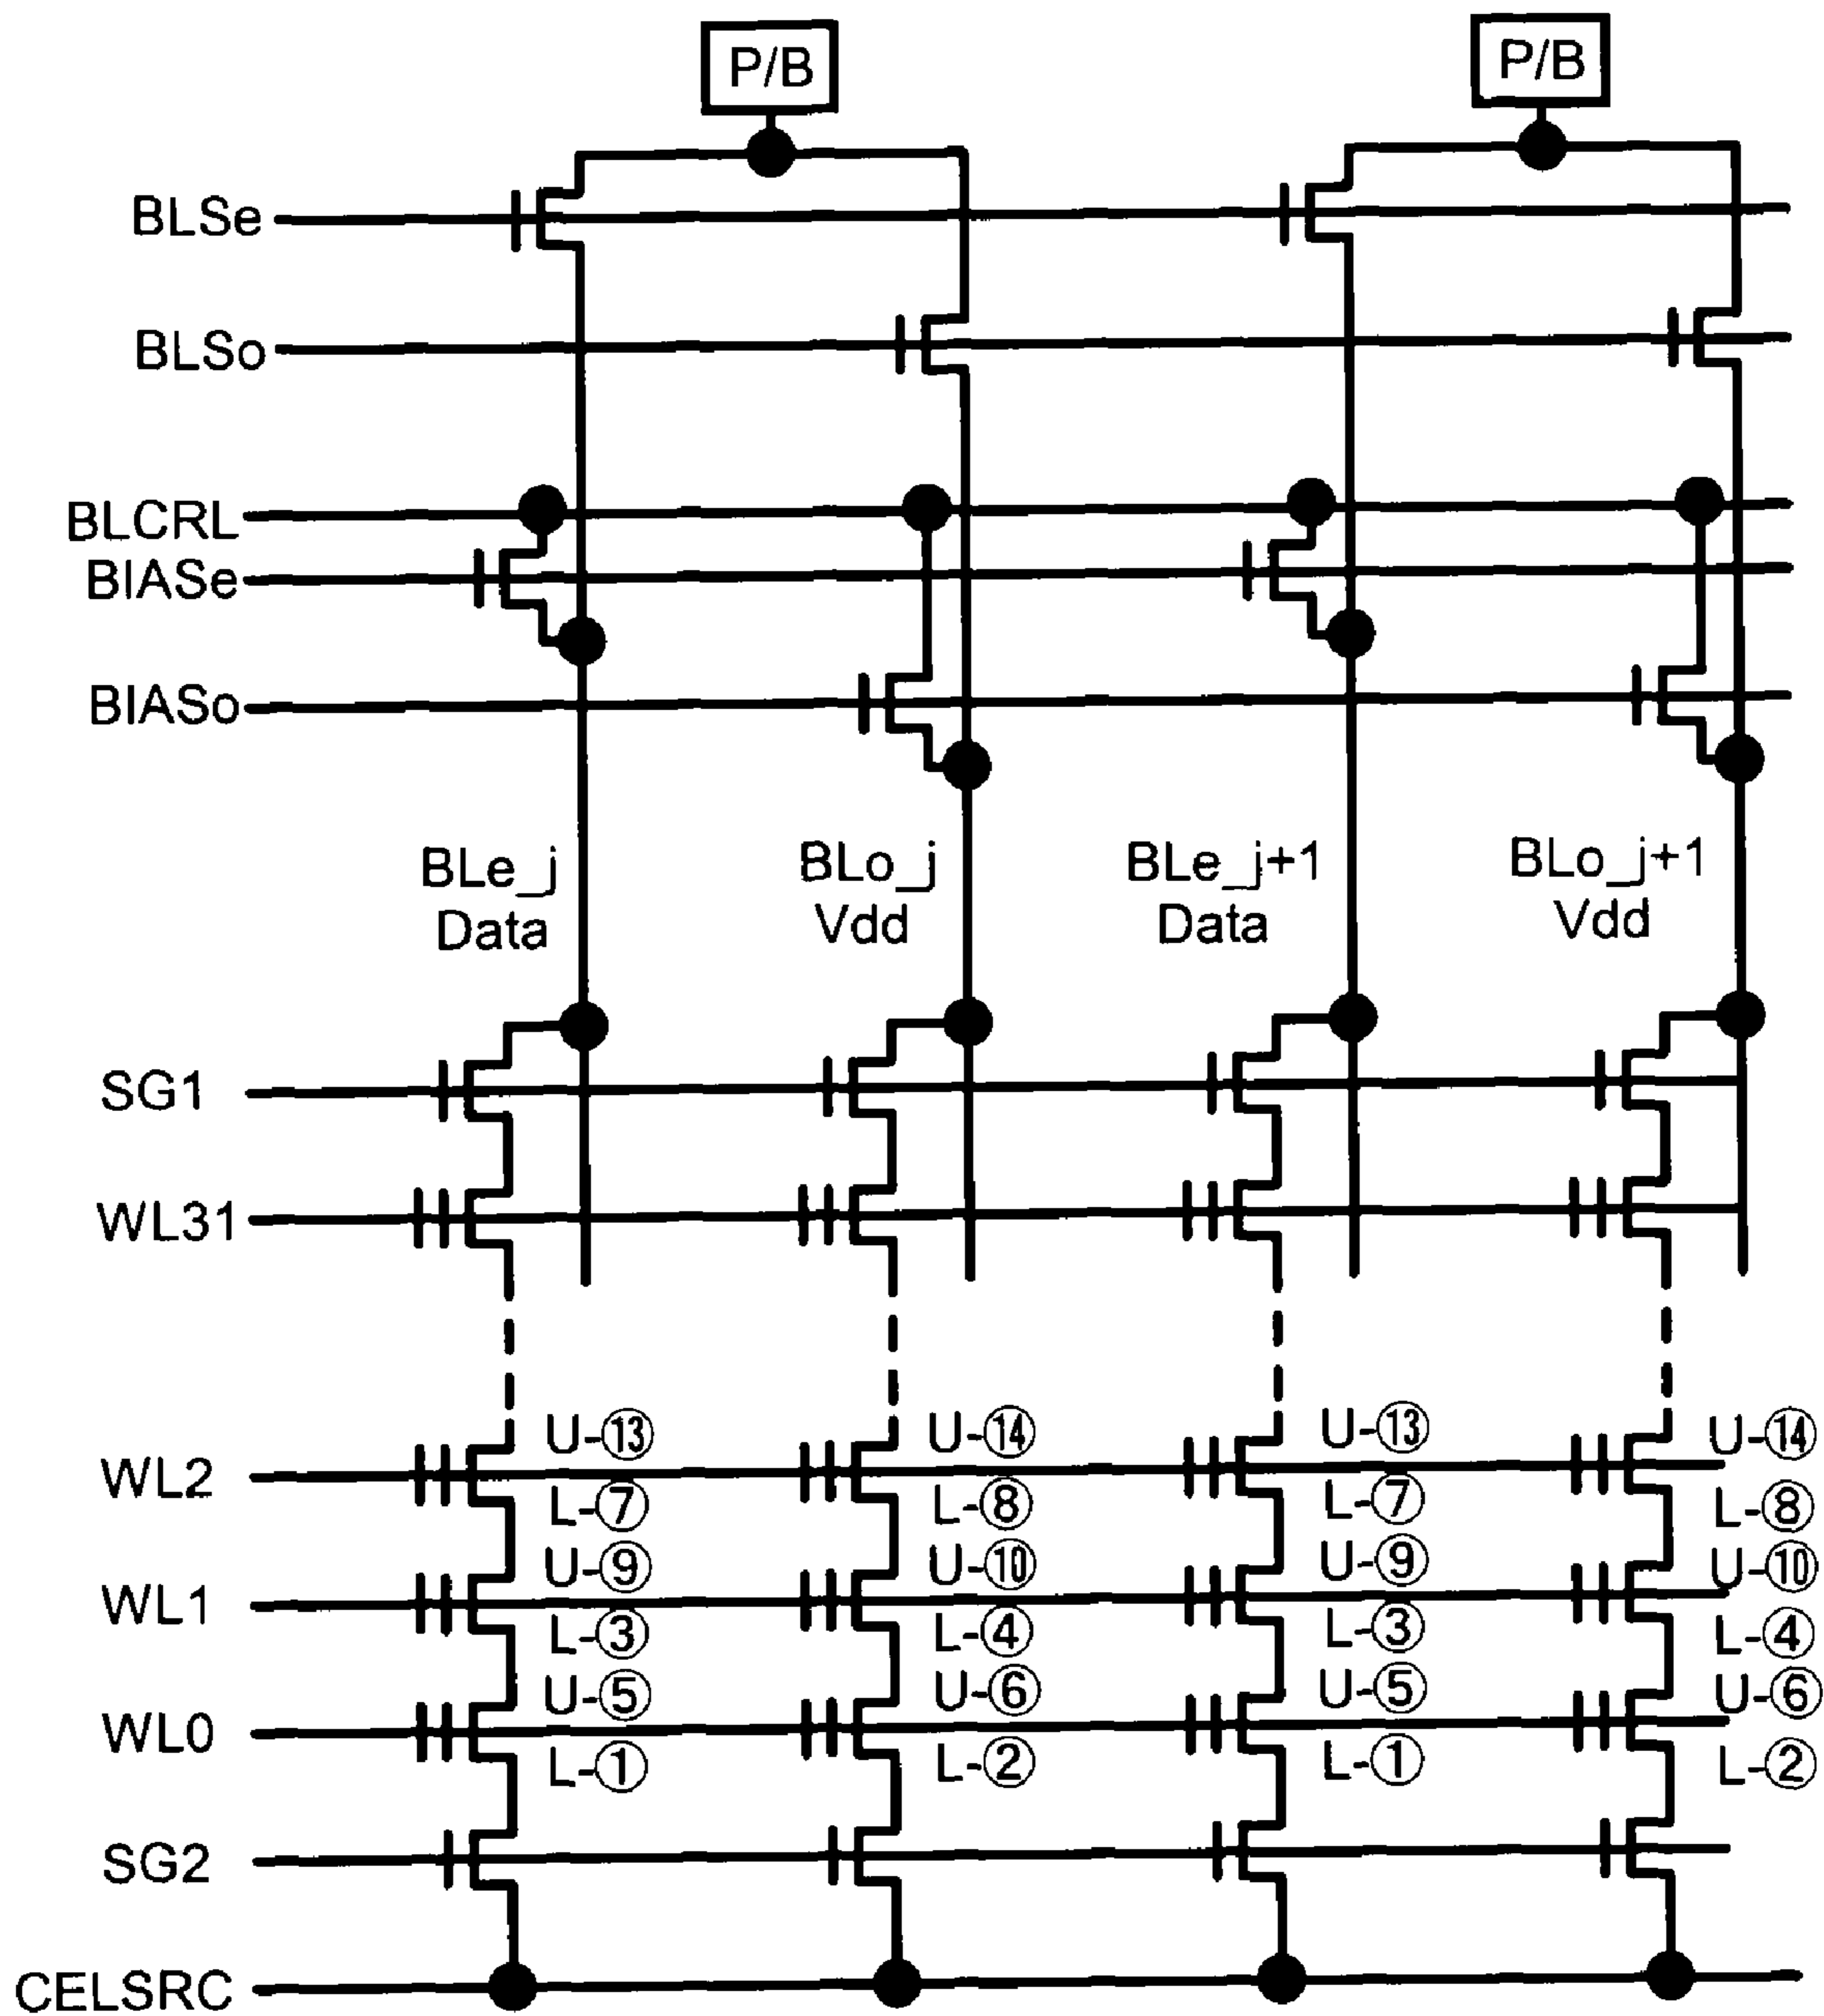 P/B P/B
BLSe
BLSo
BLCRL
BIASe
BIASo
BLe_j BLo_j BLe_j+1 BLo_j+1
Data Vdd Data Vdd
SG1
WL31
U-⑬ U-⑭ U-⑬ U-⑭
WL2
L-⑦ L-⑧ L-⑦ L-⑧
U-⑨ U-⑩ U-⑨ U-⑩
WL1
L-③ L-④ L-③ L-④
U-⑤ U-⑥ U-⑤ U-⑥
WL0
L-① L-② L-① L-②
SG2
CELSRC